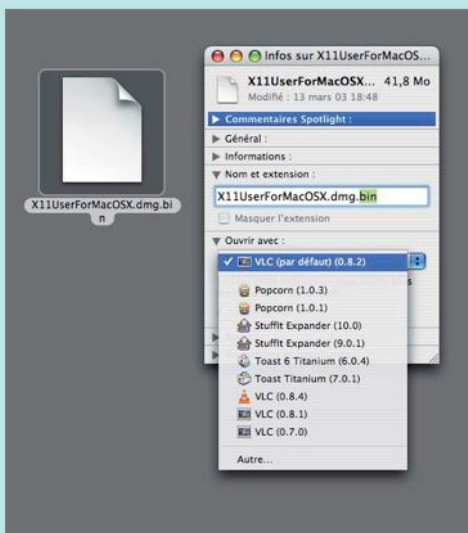 X11UserForMacOSX.dmg.bi
n
Infos sur X11UserForMacOS...
X11UserForMacOSX... 41,8 Mo
Modifié : 13 mars 03 18:48
Commentaires Spotlight :
Général :
Informations :
Nom et extension :
X11UserForMacOSX.dmg.bin
Masquer l'extension
Ouvrir avec :
VLC (par défaut) (0.8.2)
Popcorn (1.0.3)
Popcorn (1.0.1)
StuffIt Expander (10.0)
StuffIt Expander (9.0.1)
Toast 6 Titanium (6.0.4)
Toast Titanium (7.0.1)
VLC (0.8.4)
VLC (0.8.1)
VLC (0.7.0)
Autre...